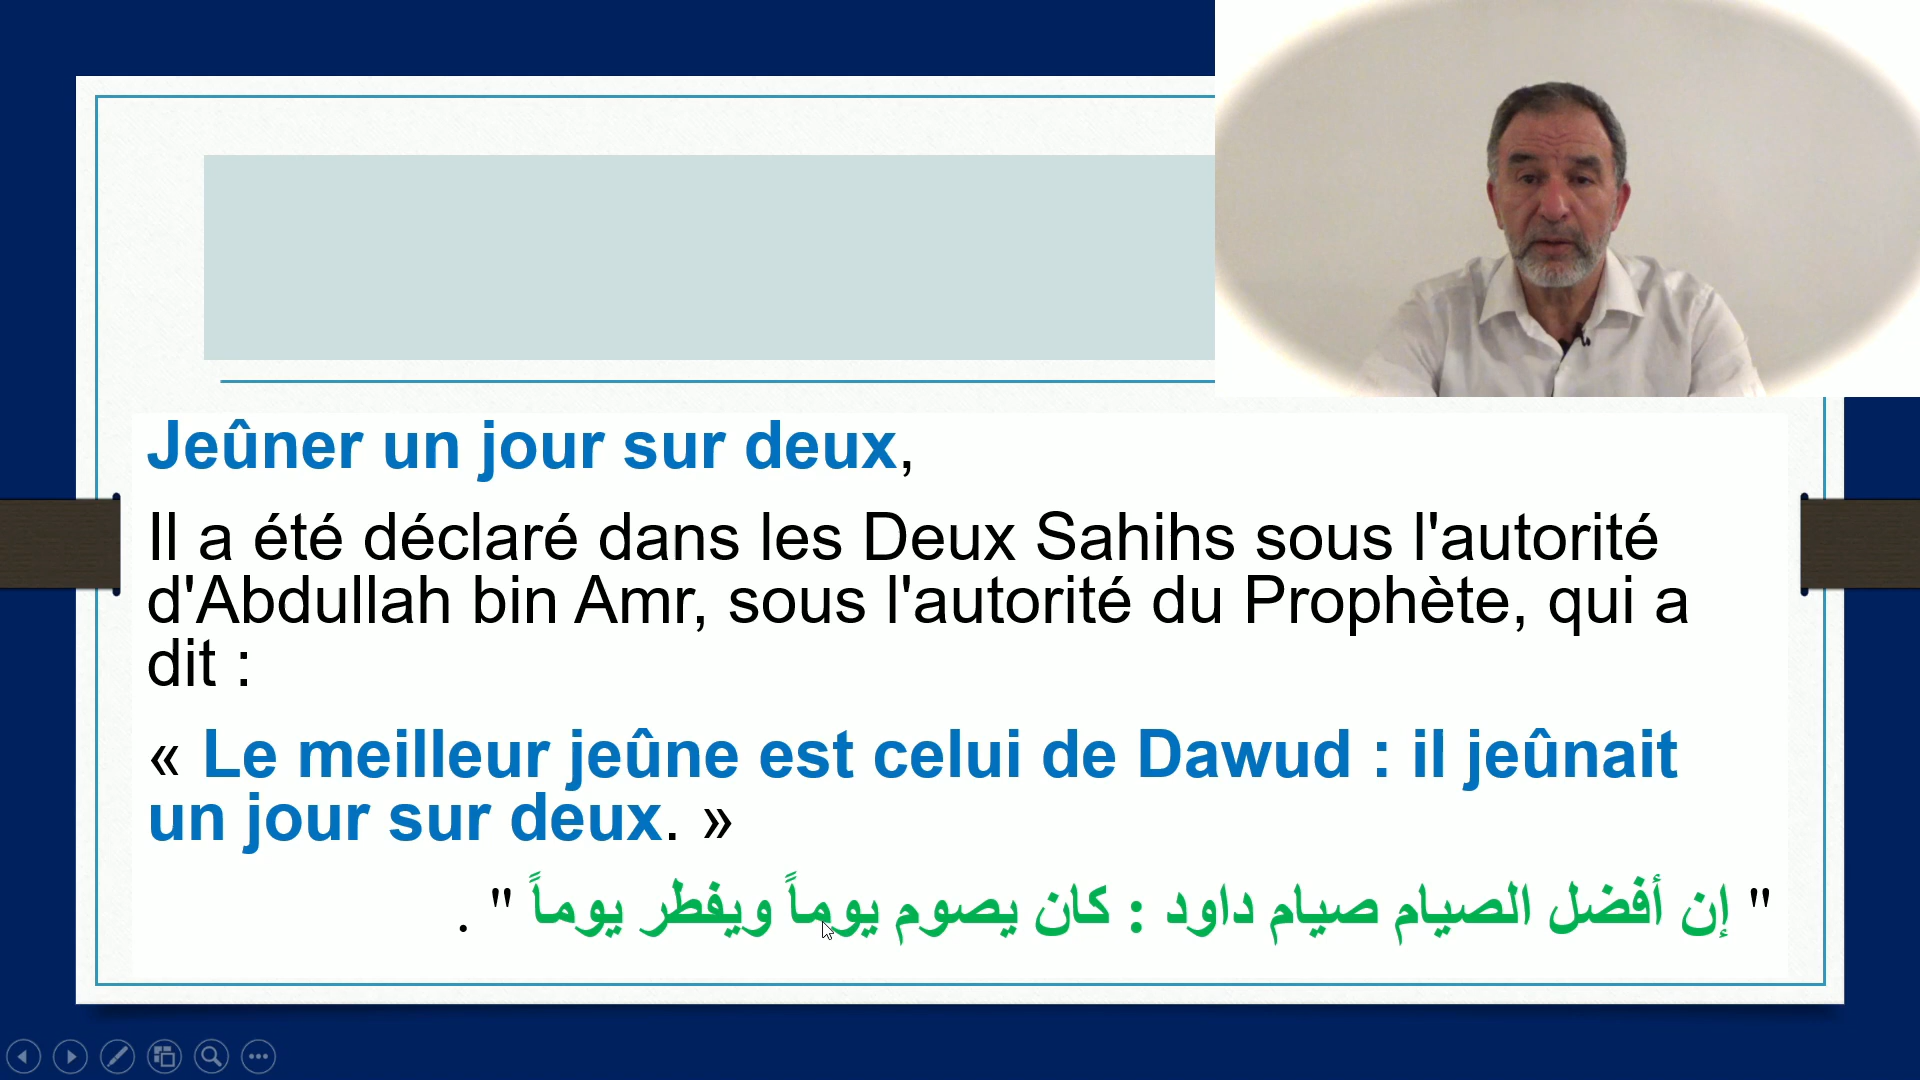 Jeûner un jour sur deux,
Il a été déclaré dans les Deux Sahihs sous l'autorité
d'Abdullah bin Amr, sous l'autorité du Prophète, qui a
dit :
« Le meilleur jeûne est celui de Dawud : il jeûnait
un jour sur deux. »
" إن أفضل الصيام صيام داود : كان يصوم يوماً ويفطر يوماً " .